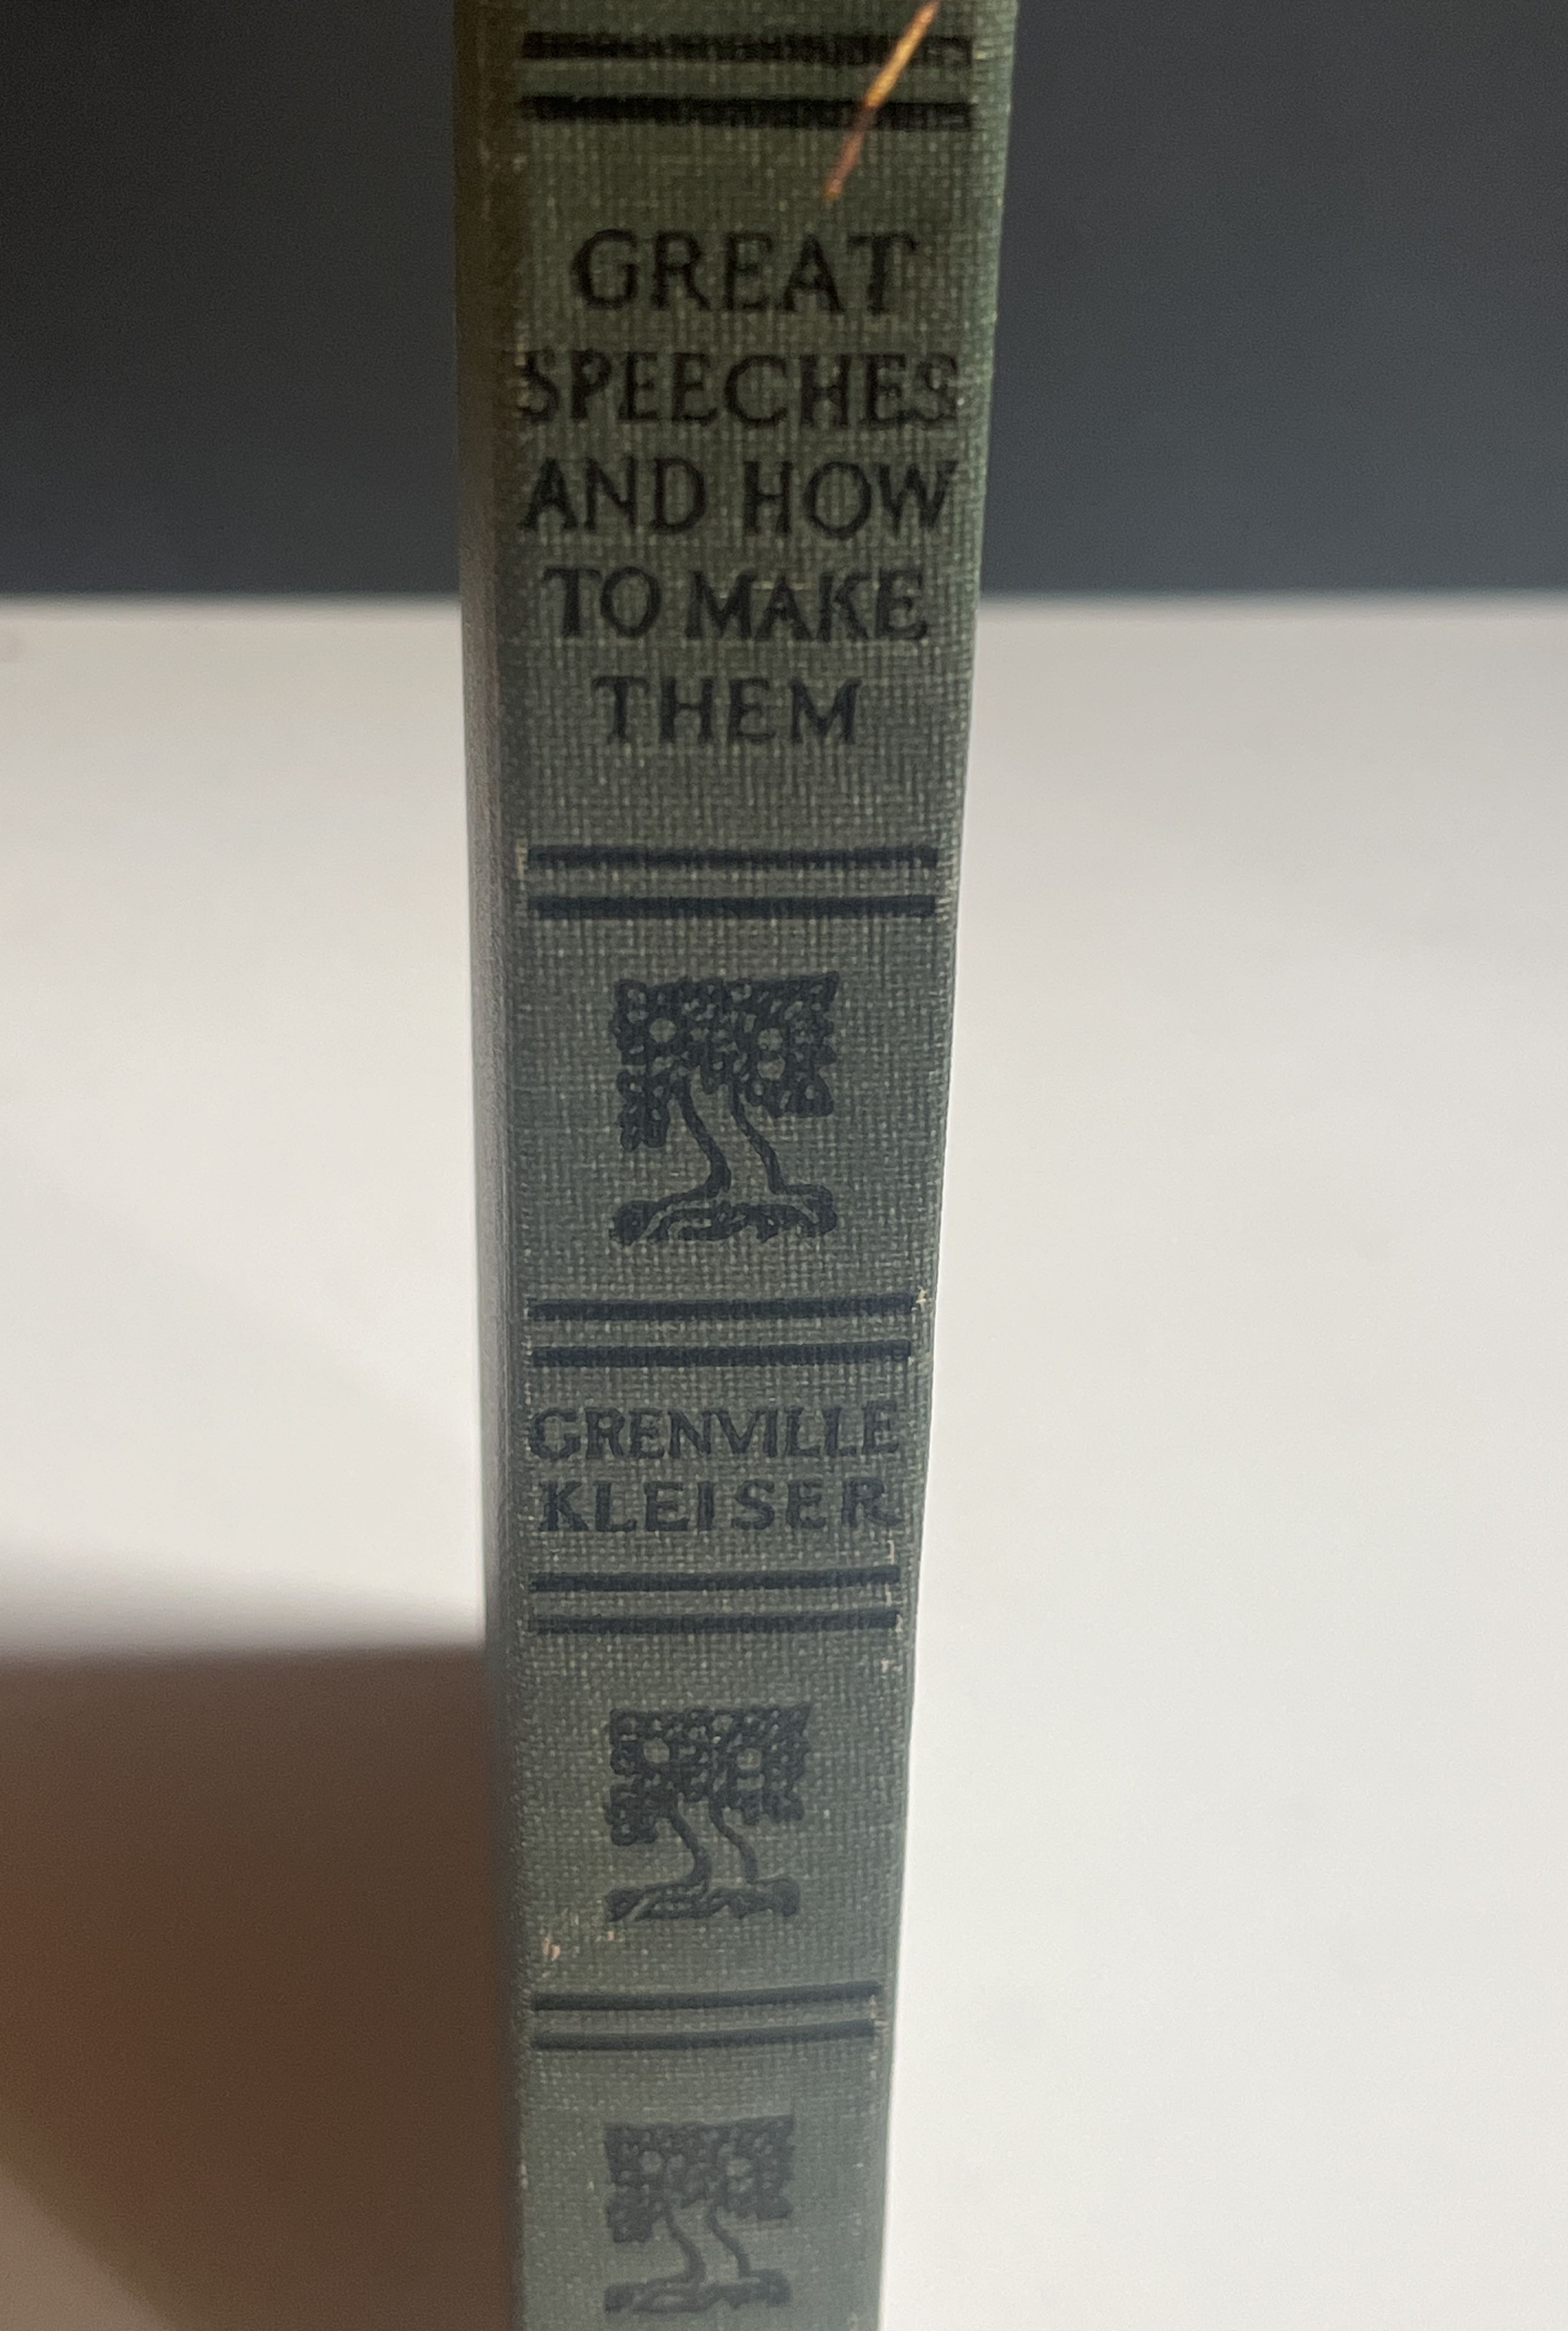 GREAT
SPEECHES
AND HOW
TO MAKE
THEM
GRENVILLE
KLEISER